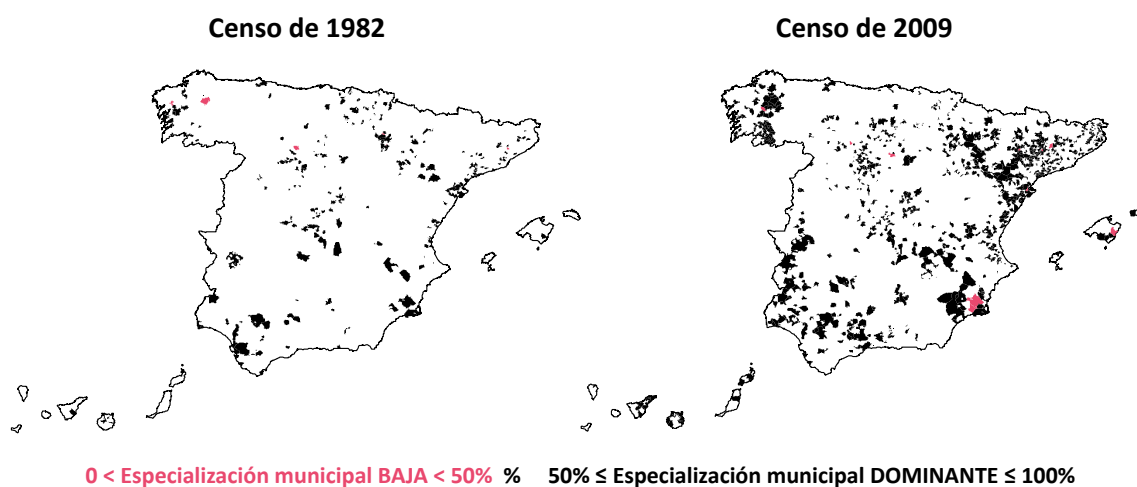 Censo de 1982
Censo de 2009
0 < Especialización municipal BAJA < 50% %
50% ≤ Especialización municipal DOMINANTE ≤ 100%